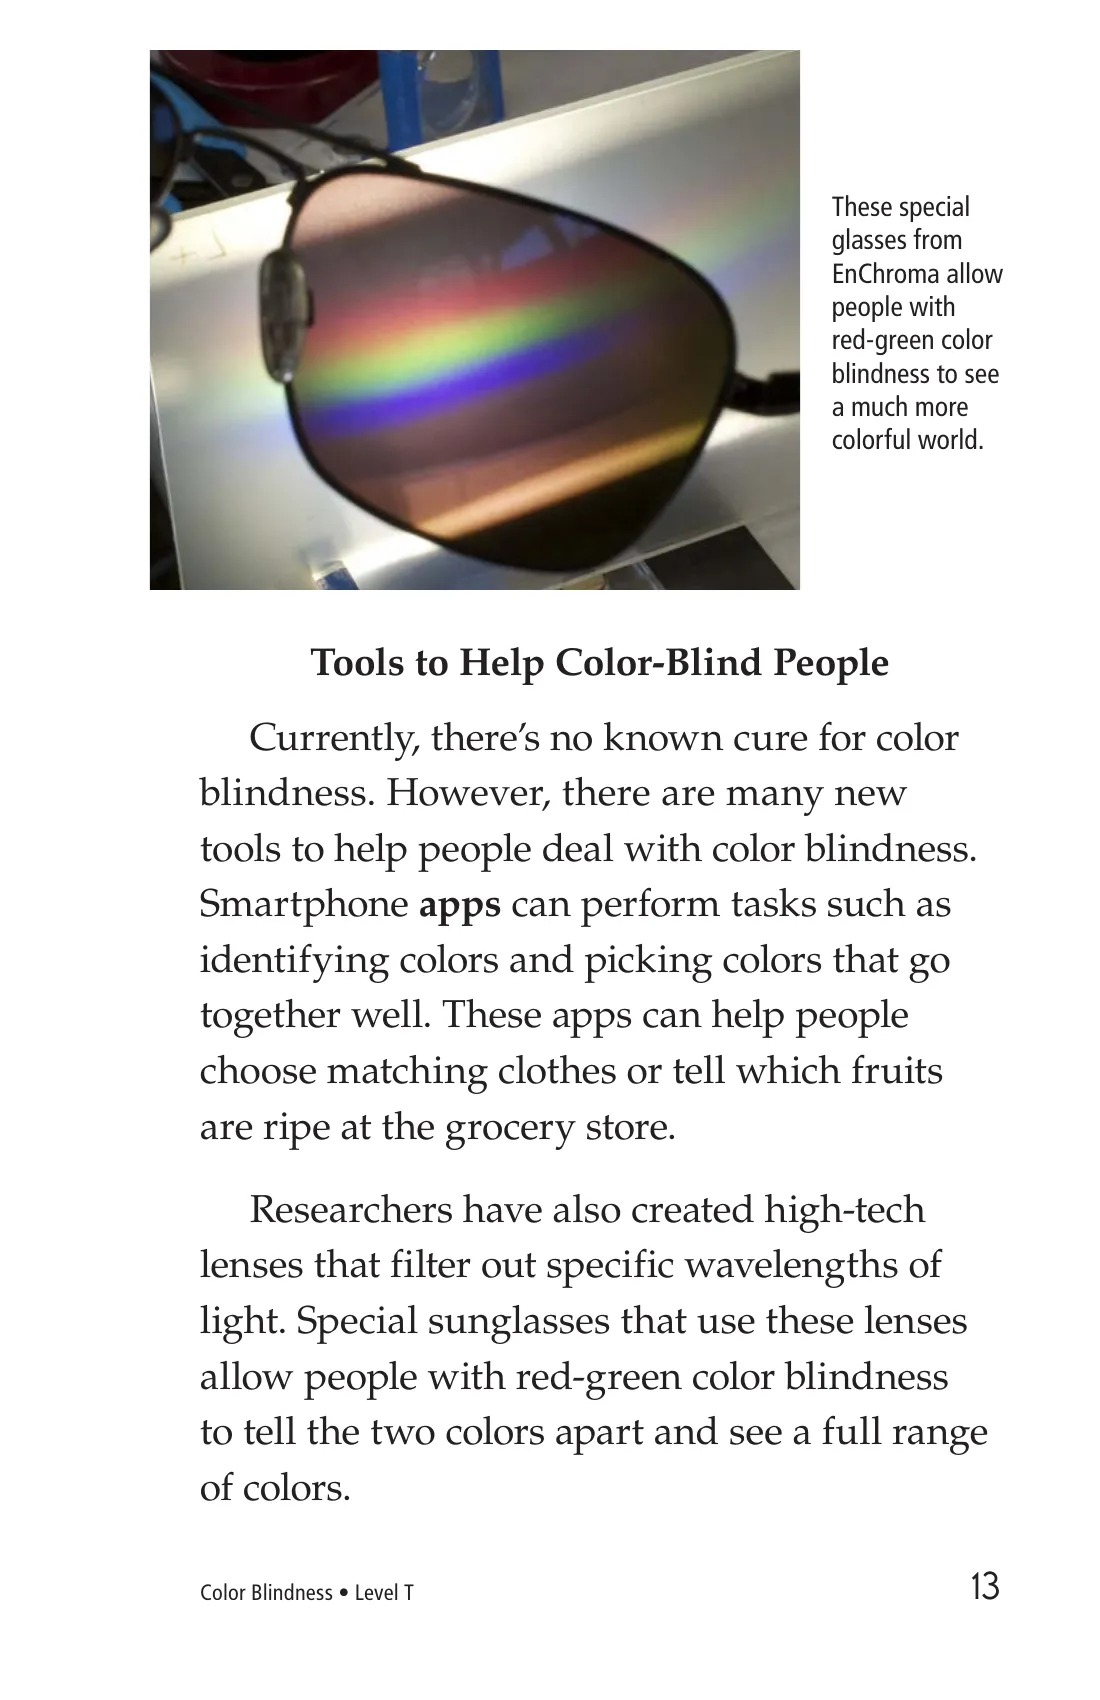 These special
glasses from
EnChroma allow
people with
red-green color
blindness to see
a much more
colorful world.
Tools to Help Color-Blind People
Currently, there’s no known cure for color
blindness. However, there are many new
tools to help people deal with color blindness.
Smartphone apps can perform tasks such as
identifying colors and picking colors that go
together well. These apps can help people
choose matching clothes or tell which fruits
are ripe at the grocery store.
Researchers have also created high-tech
lenses that filter out specific wavelengths of
light. Special sunglasses that use these lenses
allow people with red-green color blindness
to tell the two colors apart and see a full range
of colors.
Color Blindness • Level T
13